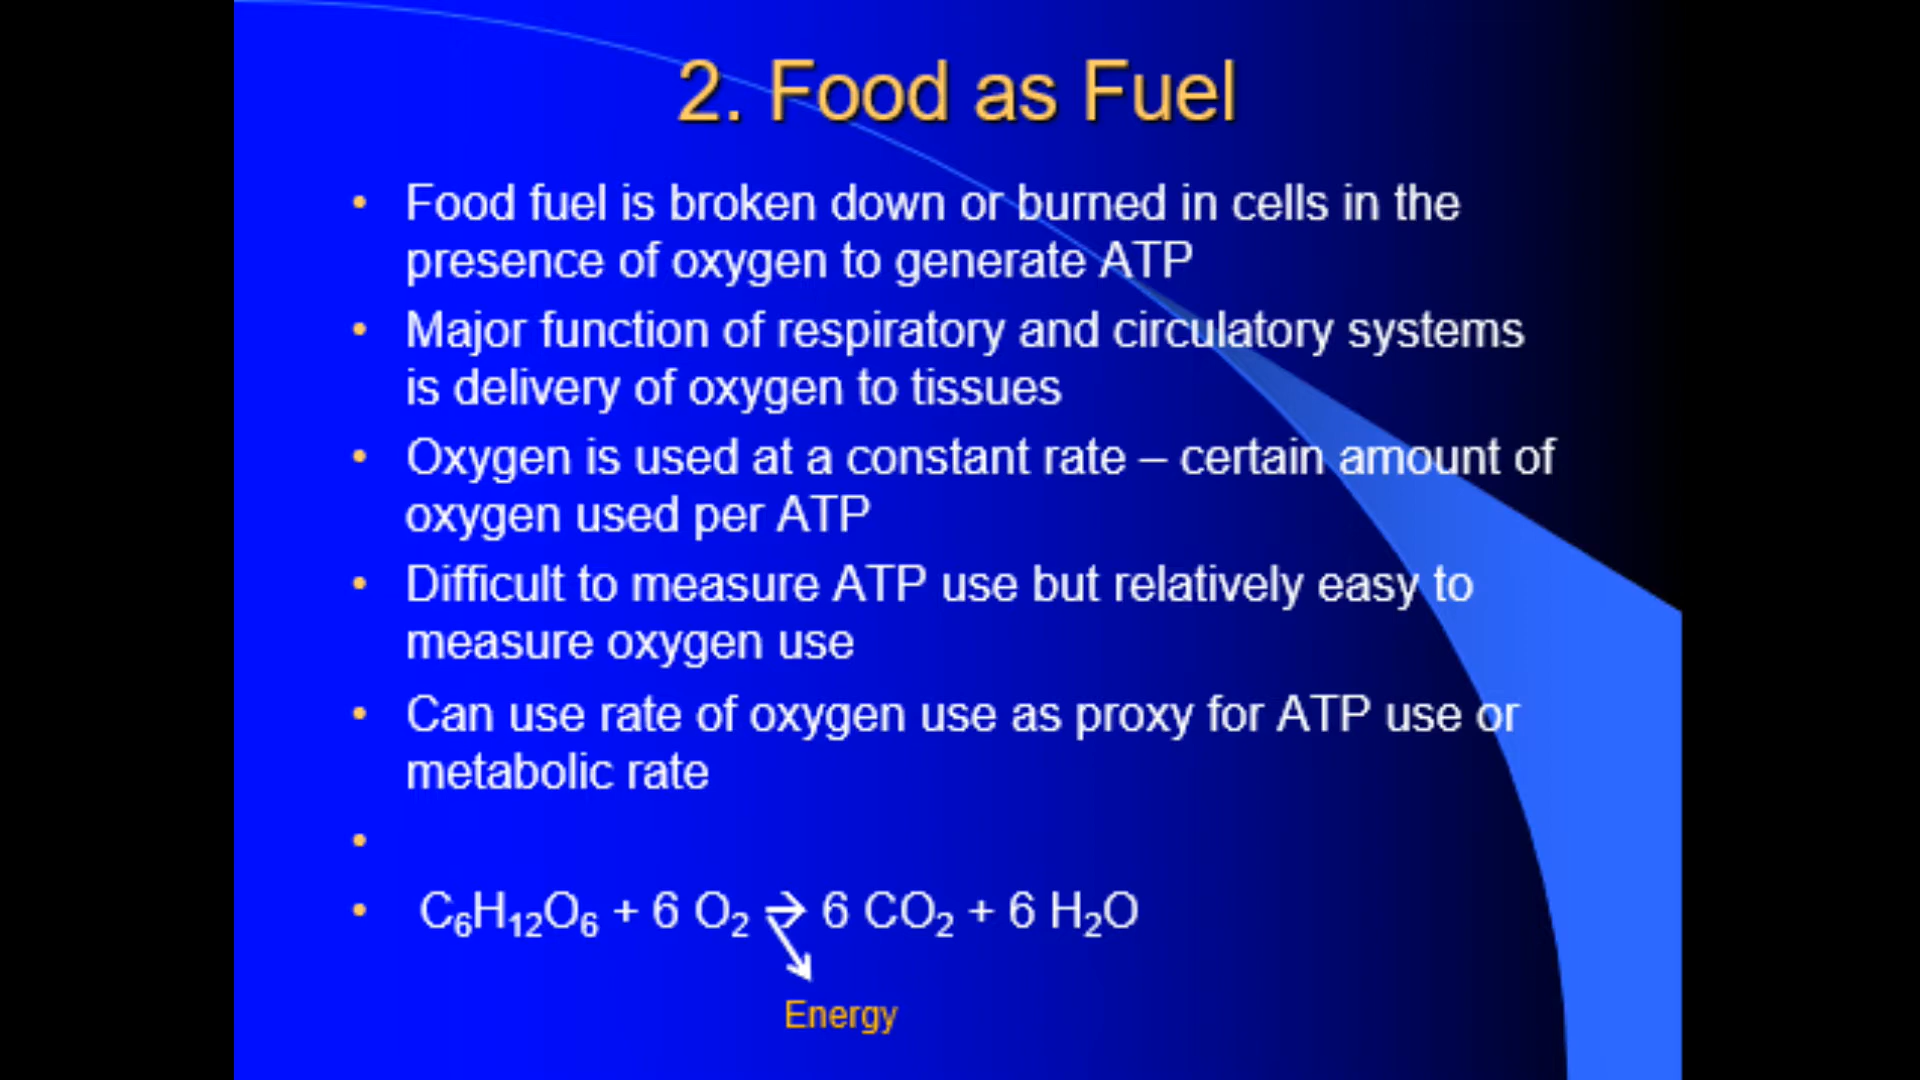 2. Food as Fuel
• Food fuel is broken down or burned in cells in the
presence of oxygen to generate ATP
• Major function of respiratory and circulatory systems
is delivery of oxygen to tissues
• Oxygen is used at a constant rate – certain amount of
oxygen used per ATP
• Difficult to measure ATP use but relatively easy to
measure oxygen use
• Can use rate of oxygen use as proxy for ATP use or
metabolic rate
•
• C₆H₁₂O₆ + 6 O₂ → 6 CO₂ + 6 H₂O
Energy